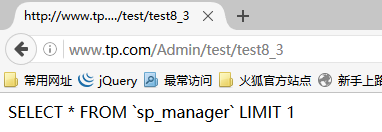 http://www.tp..../test/test8_3
www.tp.com/Admin/test/test8_3
常用网址 jQuery 最常访问 火狐官方站点 新手上路
SELECT * FROM `sp_manager` LIMIT 1